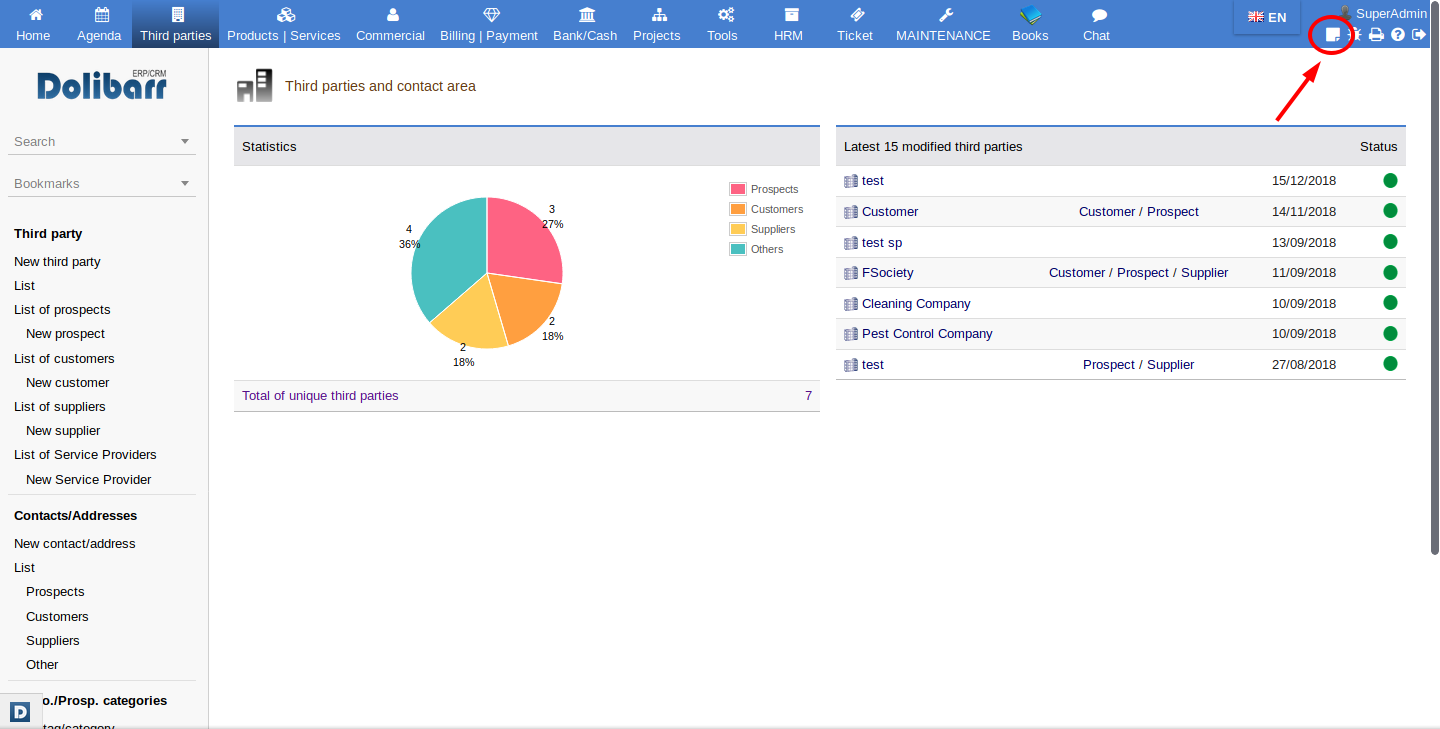 Home
Agenda
Third parties
Products | Services
Commercial
Billing | Payment
Bank/Cash
Projects
Tools
HRM
Ticket
MAINTENANCE
Books
Chat
EN
SuperAdmin
ERP/CRM
Dolibarr
Search
Bookmarks
Third party
New third party
List
List of prospects
New prospect
List of customers
New customer
List of suppliers
New supplier
List of Service Providers
New Service Provider
Contacts/Addresses
New contact/address
List
Prospects
Customers
Suppliers
Other
o./Prosp. categories
tag/category
D
Third parties and contact area
Statistics
3
27%
4
36%
2
18%
2
18%
Prospects
Customers
Suppliers
Others
Total of unique third parties 7
Latest 15 modified third parties Status
test 15/12/2018
Customer Customer / Prospect 14/11/2018
test sp 13/09/2018
FSociety Customer / Prospect / Supplier 11/09/2018
Cleaning Company 10/09/2018
Pest Control Company 10/09/2018
test Prospect / Supplier 27/08/2018